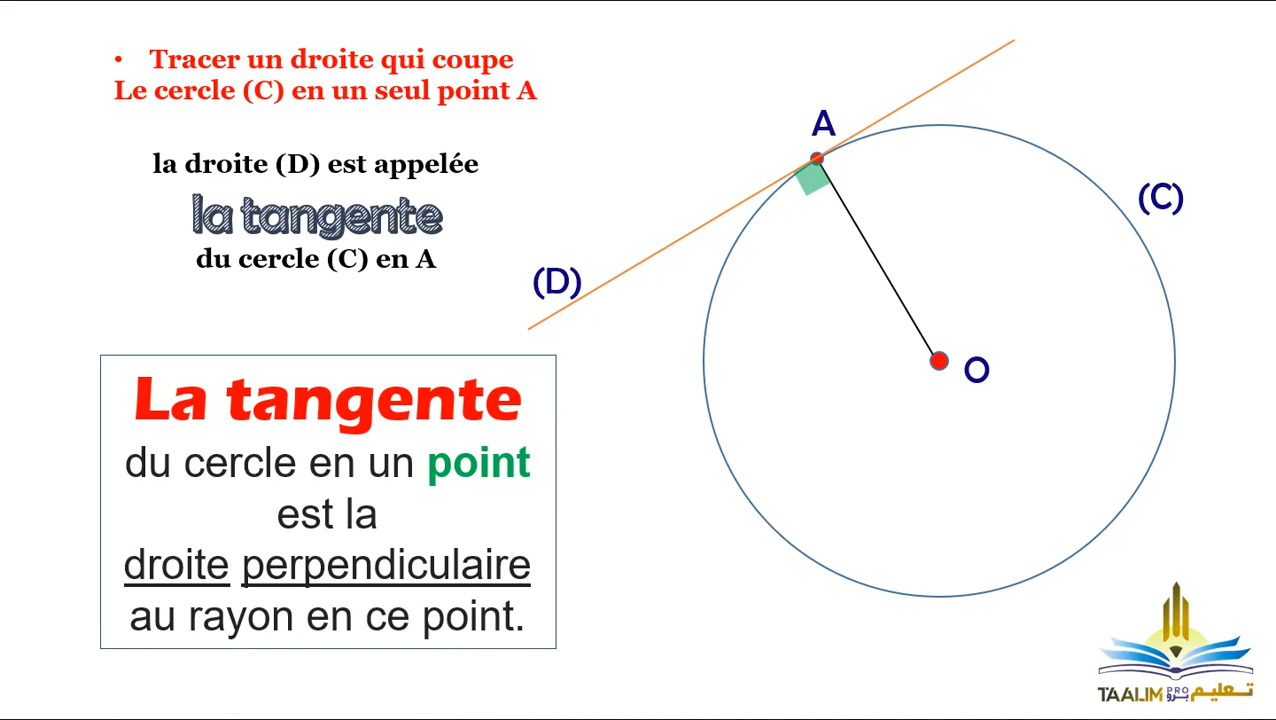 • Tracer un droite qui coupe
Le cercle (C) en un seul point A
la droite (D) est appelée
la tangente
du cercle (C) en A
La tangente
du cercle en un point
est la
droite perpendiculaire
au rayon en ce point.
A
(C)
(D)
O
TAALIM PRO تعليم برو